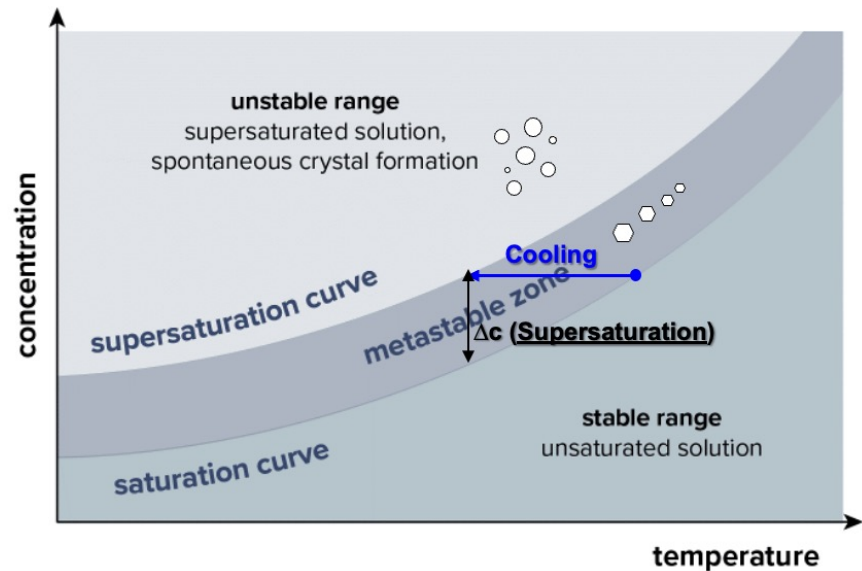 concentration
unstable range
supersaturated solution,
spontaneous crystal formation
Cooling
supersaturation curve
metastable zone
Δc (Supersaturation)
stable range
unsaturated solution
saturation curve
temperature